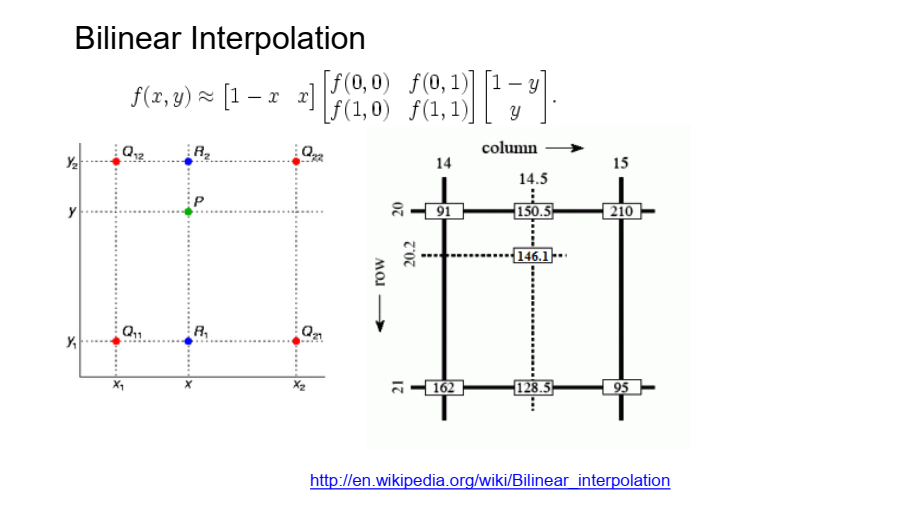 Bilinear Interpolation
f(x, y) ≈ [1 − x   x] [f(0, 0)   f(0, 1) ; f(1, 0)   f(1, 1)] [1 − y ; y].
y₂ Q₁₂ R₂ Q₂₂
y P
y₁ Q₁₁ R₁ Q₂₁
x₁ x x₂
column
14 15
14.5
20 91 150.5 210
20.2 146.1
row
21 162 128.5 95
http://en.wikipedia.org/wiki/Bilinear_interpolation